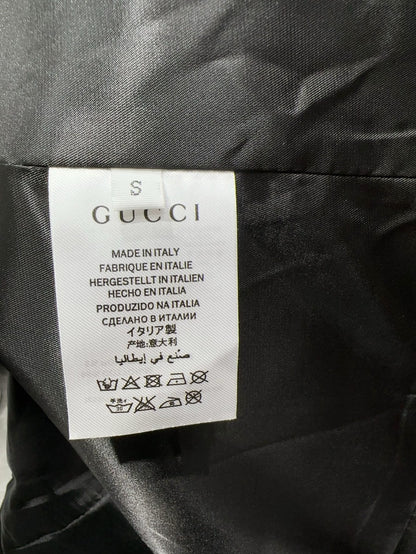 S
GUCCI
MADE IN ITALY
FABRIQUE EN ITALIE
HERGESTELLT IN ITALIEN
HECHO EN ITALIA
PRODUZIDO NA ITALIA
СДЕЛАНО В ИТАЛИИ
イタリア製
产地:意大利
صنع في إيطاليا